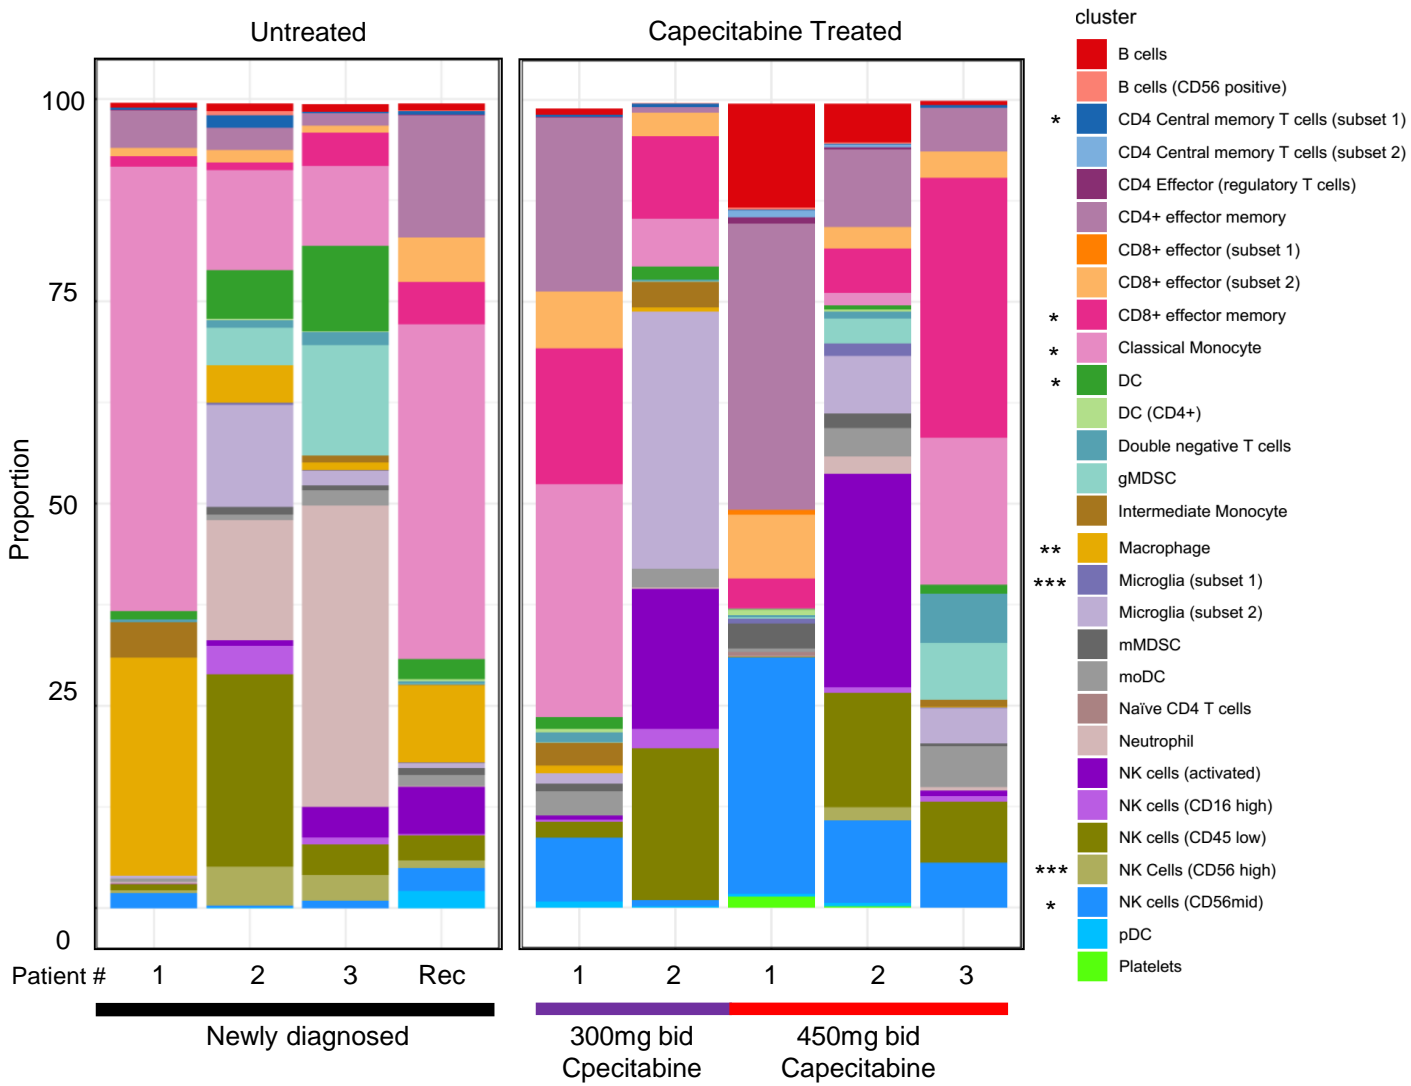 Untreated
Capecitabine Treated
cluster
100
75
50
25
0
Proportion
B cells
B cells (CD56 positive)
* CD4 Central memory T cells (subset 1)
CD4 Central memory T cells (subset 2)
CD4 Effector (regulatory T cells)
CD4+ effector memory
CD8+ effector (subset 1)
CD8+ effector (subset 2)
* CD8+ effector memory
* Classical Monocyte
* DC
DC (CD4+)
Double negative T cells
gMDSC
Intermediate Monocyte
** Macrophage
*** Microglia (subset 1)
Microglia (subset 2)
mMDSC
moDC
Naïve CD4 T cells
Neutrophil
NK cells (activated)
NK cells (CD16 high)
NK cells (CD45 low)
*** NK Cells (CD56 high)
* NK cells (CD56mid)
pDC
Platelets
Patient # 1 2 3 Rec 1 2 1 2 3
Newly diagnosed
300mg bid
Cpecitabine
450mg bid
Capecitabine